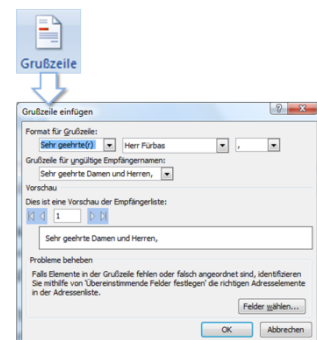 Grußzeile
Grußzeile einfügen
Format für Grußzeile:
Sehr geehrte(r) Herr Fürbas ,
Grußzeile für ungültige Empfängernamen:
Sehr geehrte Damen und Herren,
Vorschau
Dies ist eine Vorschau der Empfängerliste:
1
Sehr geehrte Damen und Herren,
Probleme beheben
Falls Elemente in der Grußzeile fehlen oder falsch angeordnet sind, identifizieren
Sie mithilfe von 'Übereinstimmende Felder festlegen' die richtigen Adresselemente
in der Adressenliste.
Felder wählen...
OK Abbrechen